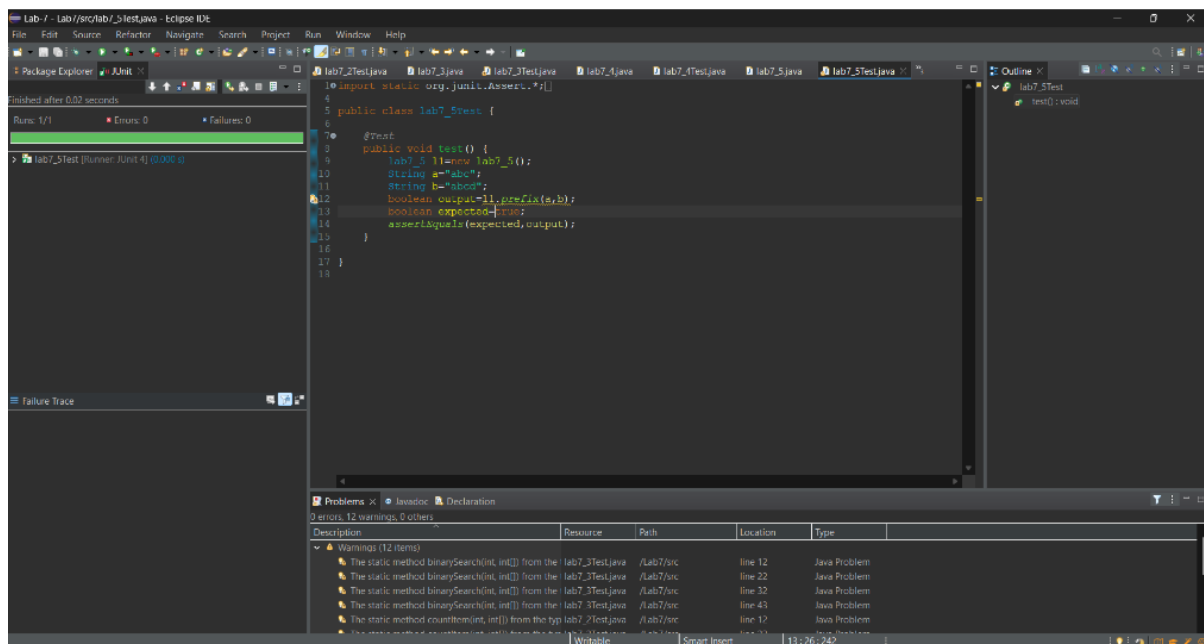 Lab-7 - Lab7/src/lab7_5Test.java - Eclipse IDE
File Edit Source Refactor Navigate Search Project Run Window Help
Package Explorer JUnit
Finished after 0.02 seconds
Runs: 1/1 Errors: 0 Failures: 0
lab7_5Test [Runner: JUnit 4] (0.000 s)
Failure Trace
lab7_2Test.java lab7_3.java lab7_3Test.java lab7_4.java lab7_4Test.java lab7_5.java lab7_5Test.java
1 import static org.junit.Assert.*;
4
5 public class lab7_5Test {
6
7 @Test
8 public void test() {
9 lab7_5 l1=new lab7_5();
10 String a="abc";
11 String b="abcd";
12 boolean output=l1.prefix(a,b);
13 boolean expected=true;
14 assertEquals(expected,output);
15 }
16
17 }
18
Outline
lab7_5Test
test() : void
Problems Javadoc Declaration
0 errors, 12 warnings, 0 others
Description Resource Path Location Type
Warnings (12 items)
The static method binarySearch(int, int[]) from the lab7_3Test.java /Lab7/src line 12 Java Problem
The static method binarySearch(int, int[]) from the lab7_3Test.java /Lab7/src line 22 Java Problem
The static method binarySearch(int, int[]) from the lab7_3Test.java /Lab7/src line 32 Java Problem
The static method binarySearch(int, int[]) from the lab7_3Test.java /Lab7/src line 43 Java Problem
The static method countItem(int, int[]) from the typ lab7_2Test.java /Lab7/src line 12 Java Problem
Writable Smart Insert 13 : 26 : 242